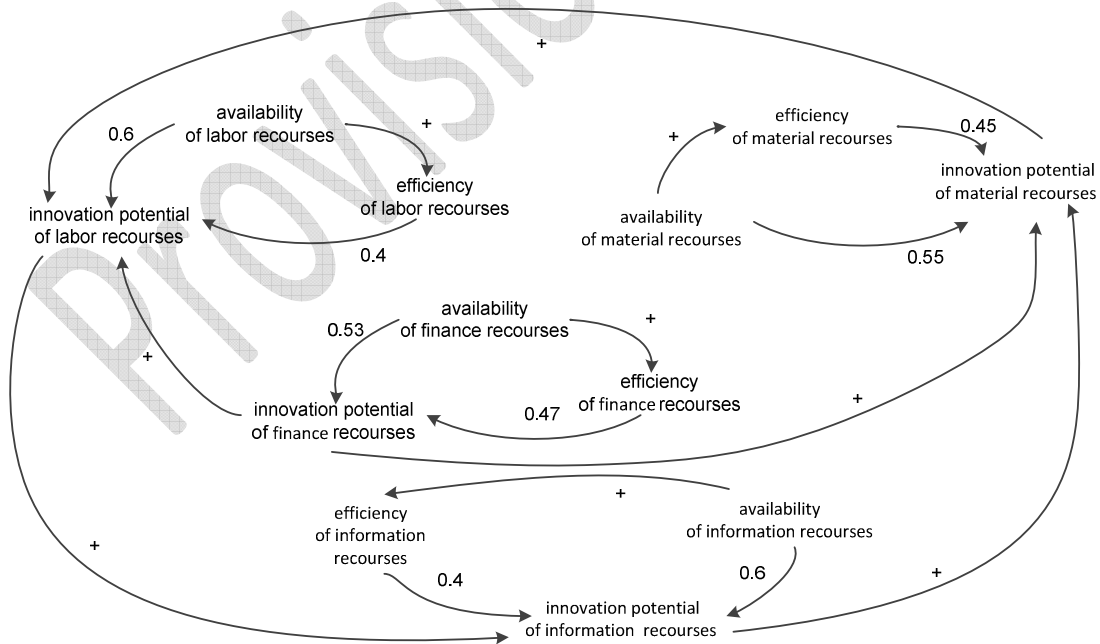 +
availability
of labor recourses
0.6
+
efficiency
of labor recourses
innovation potential
of labor recourses
0.4
efficiency
of material recourses
+
0.45
innovation potential
of material recourses
availability
of material recourses
0.55
availability
of finance recourses
0.53
+
efficiency
of finance recourses
+
innovation potential
of finance recourses
0.47
+
+
efficiency
of information
recourses
availability
of information recourses
+
0.4
0.6
+
innovation potential
of information recourses
Provisio